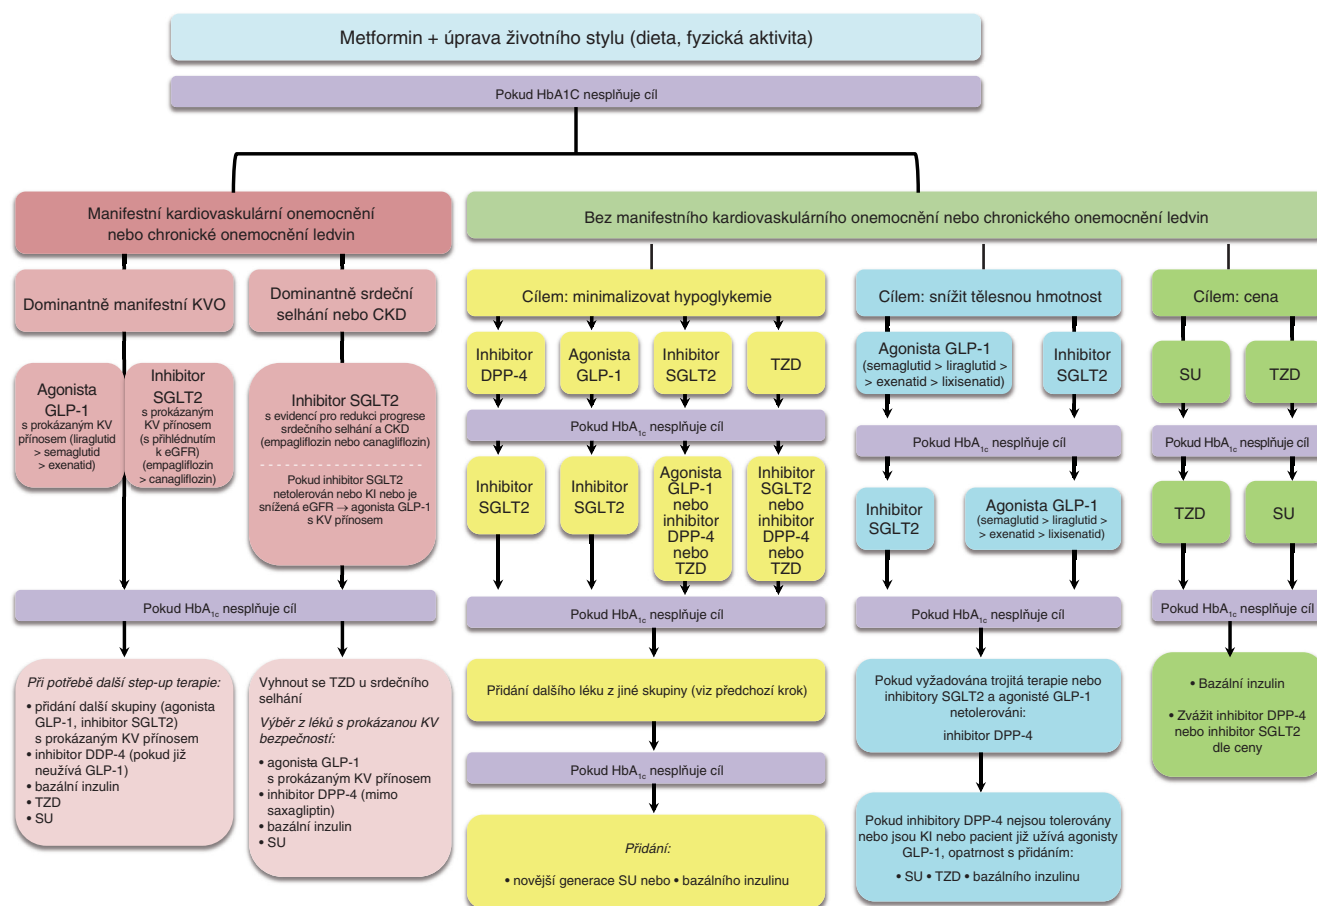 Metformin + úprava životního stylu (dieta, fyzická aktivita)
Pokud HbA1C nesplňuje cíl
Manifestní kardiovaskulární onemocnění
nebo chronické onemocnění ledvin
Dominantně manifestní KVO
Dominantně srdeční
selhání nebo CKD
Agonista
GLP-1
s prokázaným KV
přínosem (liraglutid
> semaglutid
> exenatid)
Inhibitor
SGLT2
s prokázaným
KV přínosem
(s přihlédnutím
k eGFR)
(empagliflozin
> canagliflozin)
Inhibitor SGLT2
s evidencí pro redukci progrese
srdečního selhání a CKD
(empagliflozin nebo canagliflozin)
Pokud inhibitor SGLT2
netolerován nebo KI nebo je
snížená eGFR → agonista GLP-1
s KV přínosem
Pokud HbA1c nesplňuje cíl
Při potřebě další step-up terapie:
• přidání další skupiny (agonista
GLP-1, inhibitor SGLT2)
s prokázaným KV přínosem
• inhibitor DDP-4 (pokud již
neužívá GLP-1)
• bazální inzulin
• TZD
• SU
Vyhnout se TZD u srdečního
selhání
Výběr z léků s prokázanou KV
bezpečností:
• agonista GLP-1
s prokázaným KV přínosem
• inhibitor DPP-4 (mimo
saxagliptin)
• bazální inzulin
• SU
Bez manifestního kardiovaskulárního onemocnění nebo chronického onemocnění ledvin
Cílem: minimalizovat hypoglykemie
Inhibitor
DPP-4
Agonista
GLP-1
Inhibitor
SGLT2
TZD
Pokud HbA1c nesplňuje cíl
Inhibitor
SGLT2
Inhibitor
SGLT2
Agonista
GLP-1
nebo
inhibitor
DPP-4
nebo
TZD
Inhibitor
SGLT2
nebo
inhibitor
DPP-4
nebo TZD
Pokud HbA1c nesplňuje cíl
Přidání dalšího léku z jiné skupiny (viz předchozí krok)
Pokud HbA1c nesplňuje cíl
Přidání:
• novější generace SU nebo • bazálního inzulinu
Cílem: snížit tělesnou hmotnost
Agonista GLP-1
(semaglutid > liraglutid >
> exenatid > lixisenatid)
Inhibitor
SGLT2
Pokud HbA1c nesplňuje cíl
Inhibitor
SGLT2
Agonista GLP-1
(semaglutid > liraglutid >
> exenatid > lixisenatid)
Pokud HbA1c nesplňuje cíl
Pokud vyžadována trojitá terapie nebo
inhibitory SGLT2 a agonisté GLP-1
netolerováni:
inhibitor DPP-4
Pokud inhibitory DPP-4 nejsou tolerovány
nebo jsou KI nebo pacient již užívá agonisty
GLP-1, opatrnost s přidáním:
• SU • TZD • bazálního inzulinu
Cílem: cena
SU
TZD
Pokud HbA1c nesplňuje cíl
TZD
SU
Pokud HbA1c nesplňuje cíl
• Bazální inzulin
• Zvážit inhibitor DPP-4
nebo inhibitor SGLT2
dle ceny